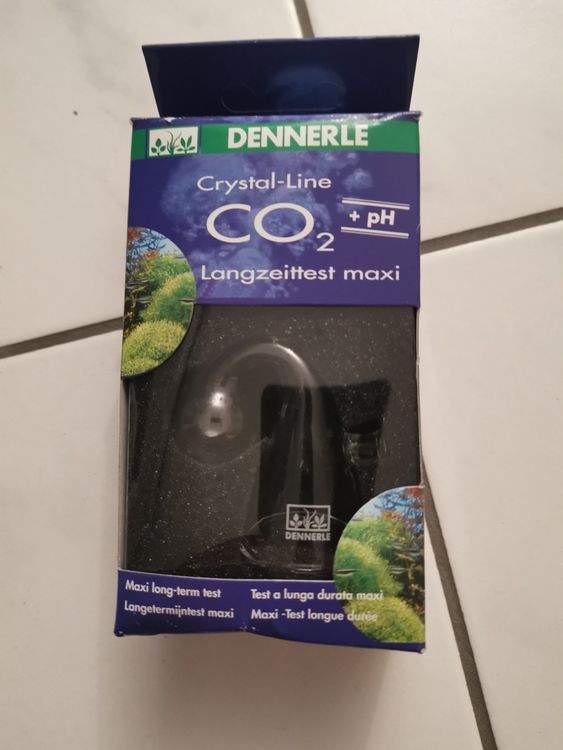 DENNERLE
Crystal-Line
CO₂ + pH
Langzeittest maxi
DENNERLE
Maxi long-term test
Test a lunga durata maxi
Langetermijntest maxi
Maxi -Test longue durée